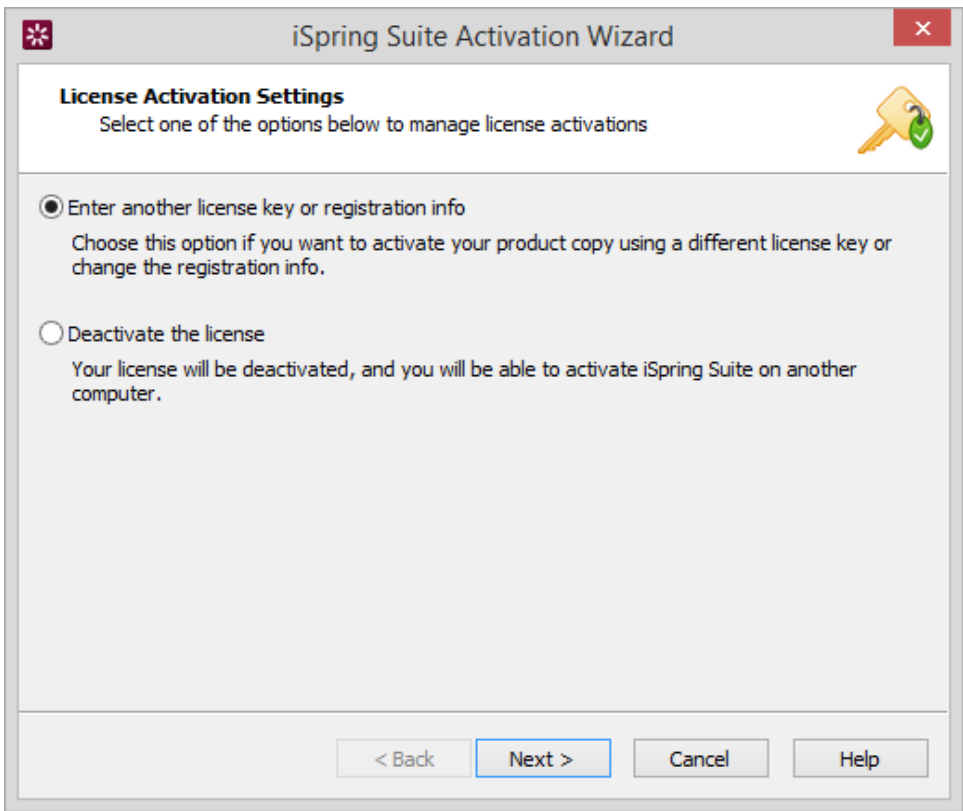 iSpring Suite Activation Wizard
License Activation Settings
Select one of the options below to manage license activations
Enter another license key or registration info
Choose this option if you want to activate your product copy using a different license key or
change the registration info.
Deactivate the license
Your license will be deactivated, and you will be able to activate iSpring Suite on another
computer.
< Back Next > Cancel Help